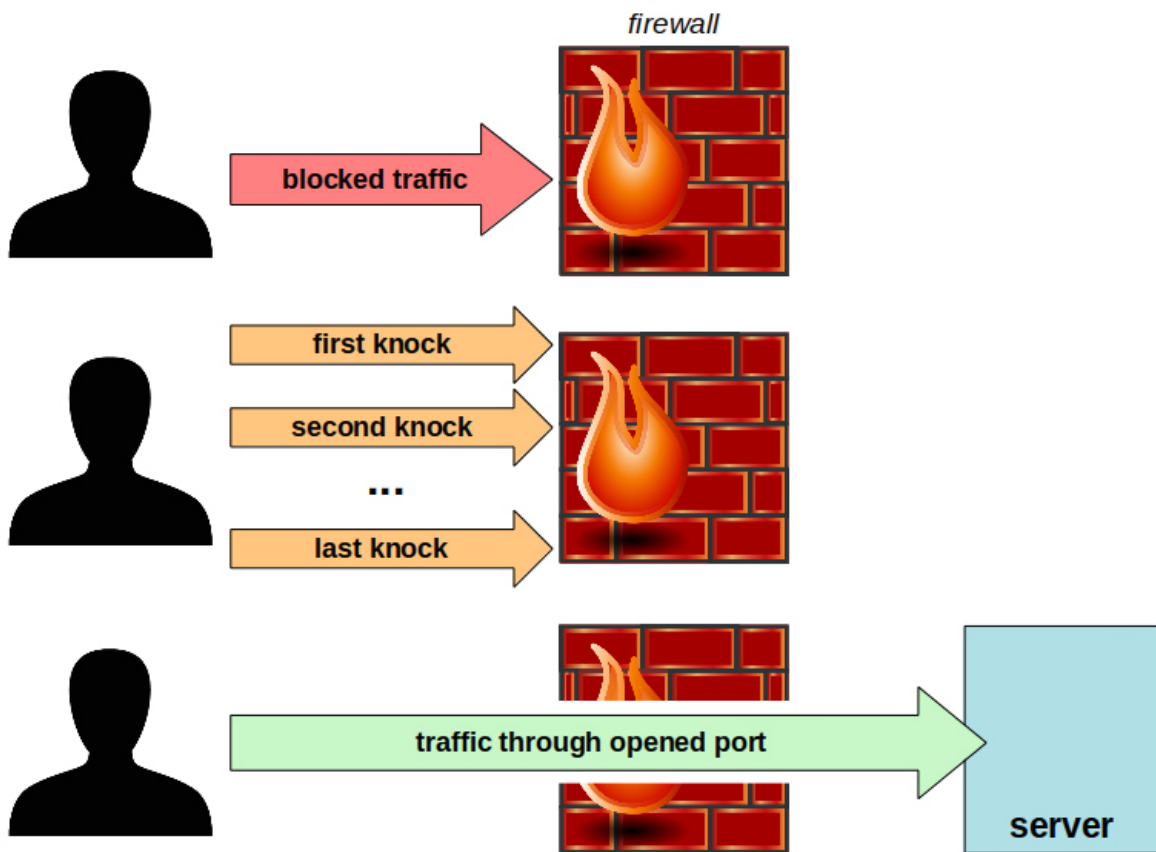 firewall
blocked traffic
first knock
second knock
...
last knock
traffic through opened port
server